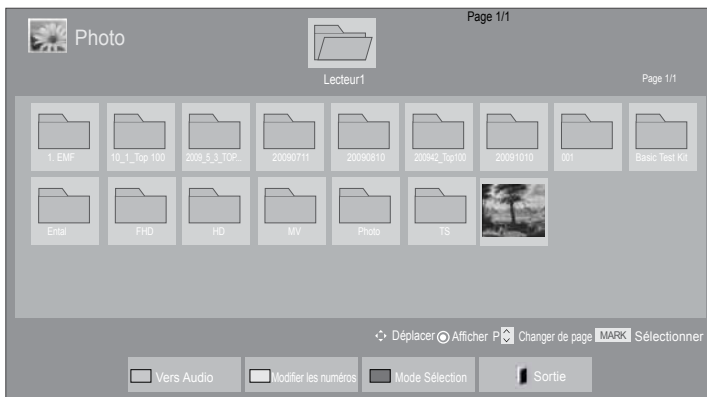 Page 1/1
Photo
Lecteur1
Page 1/1
1. EMF 10_1_Top 100 2009_5_3_TOP... 20090711 20090810 200942_Top100 20091010 001 Basic Test Kit
Ental FHD HD MV Photo TS
Déplacer Afficher P Changer de page MARK Sélectionner
Vers Audio Modifier les numéros Mode Sélection Sortie